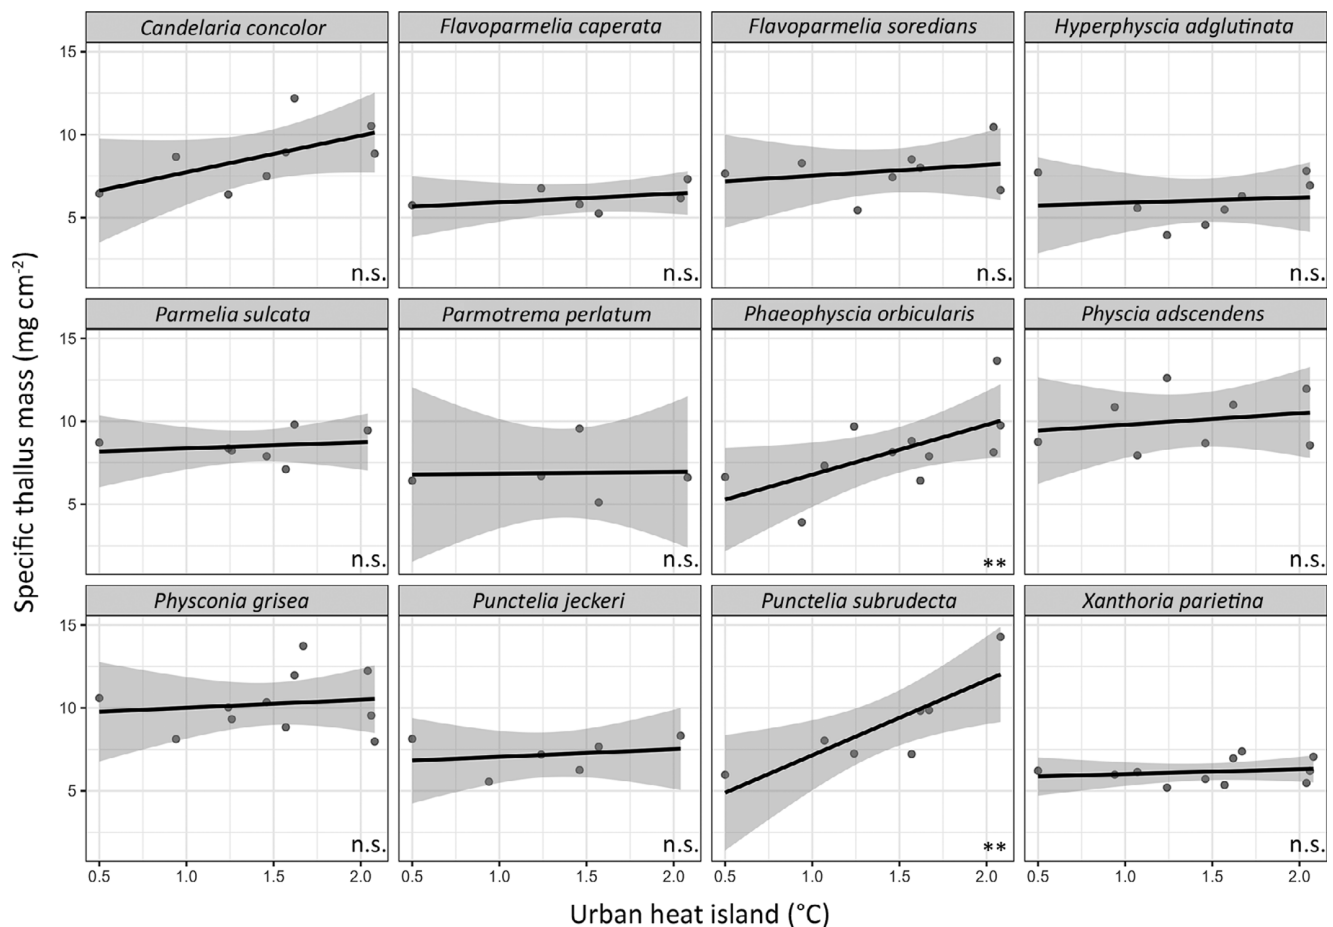 Candelaria concolor
Flavoparmelia caperata
Flavoparmelia soredians
Hyperphyscia adglutinata
15
10
5
n.s.
n.s.
n.s.
n.s.
Parmelia sulcata
Parmotrema perlatum
Phaeophyscia orbicularis
Physcia adscendens
15
10
5
n.s.
n.s.
**
n.s.
Physconia grisea
Punctelia jeckeri
Punctelia subrudecta
Xanthoria parietina
15
10
5
n.s.
n.s.
**
n.s.
0.5 1.0 1.5 2.0
0.5 1.0 1.5 2.0
0.5 1.0 1.5 2.0
0.5 1.0 1.5 2.0
Specific thallus mass (mg cm⁻²)
Urban heat island (°C)